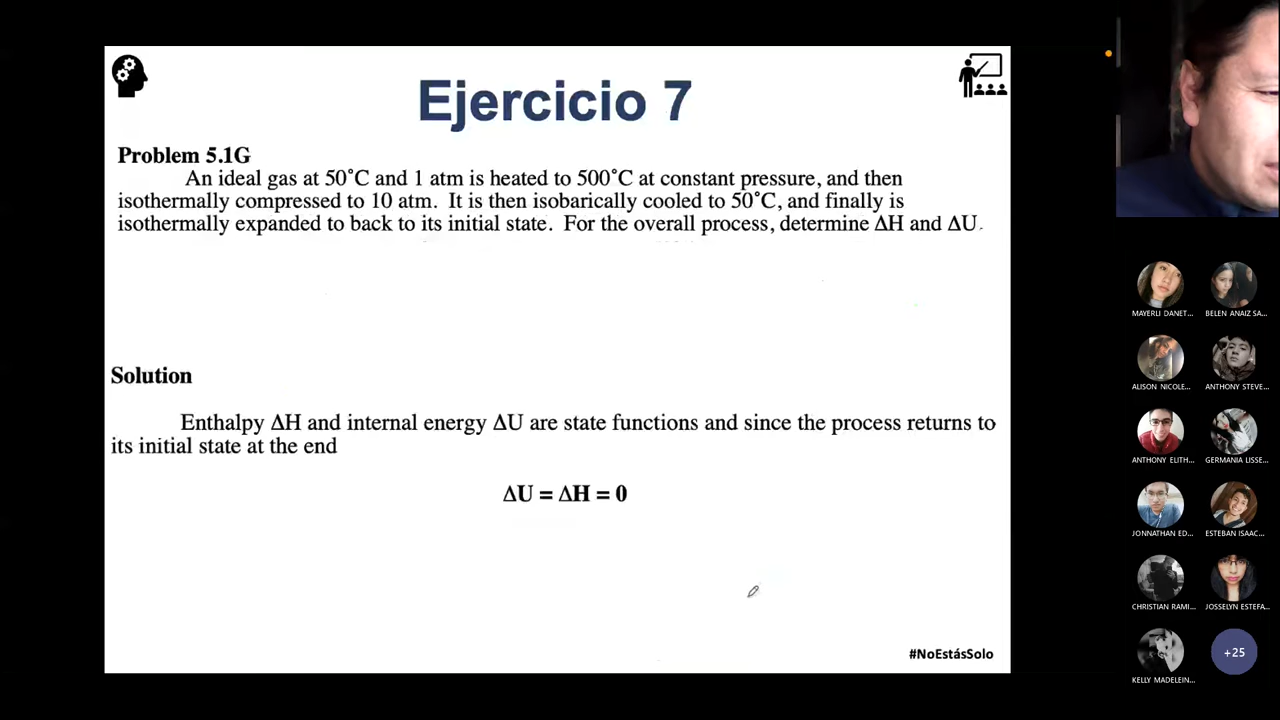 Ejercicio 7
Problem 5.1G
An ideal gas at 50˚C and 1 atm is heated to 500˚C at constant pressure, and then
isothermally compressed to 10 atm. It is then isobarically cooled to 50˚C, and finally is
isothermally expanded to back to its initial state. For the overall process, determine ΔH and ΔU.
Solution
Enthalpy ΔH and internal energy ΔU are state functions and since the process returns to
its initial state at the end
ΔU = ΔH = 0
#NoEstásSolo
MAYERLI DANET...
BELEN ANAIZ SA...
ALISON NICOLE...
ANTHONY STEVE...
ANTHONY ELITH...
GERMANIA LISSE...
JONNATHAN ED...
ESTEBAN ISAAC...
CHRISTIAN RAMI...
JOSSELYN ESTEFA...
KELLY MADELEIN...
+25